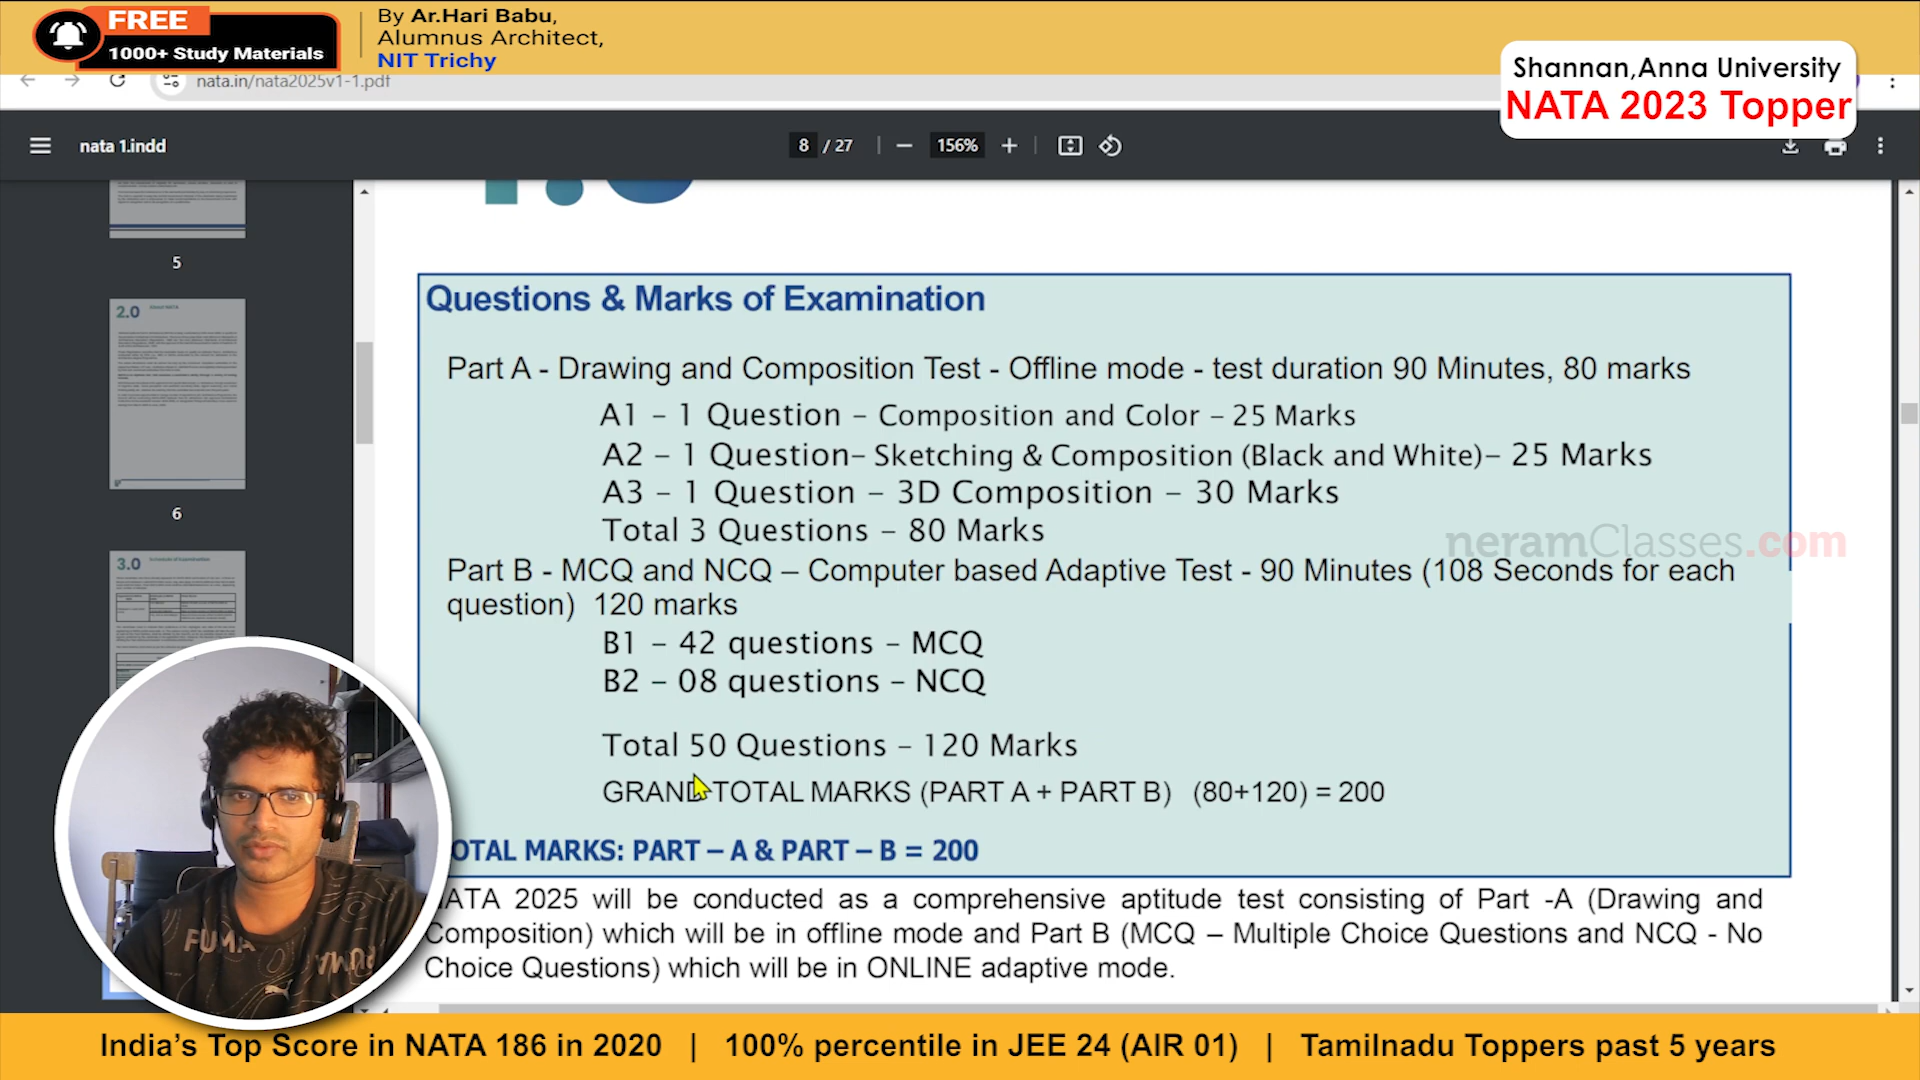 FREE
1000+ Study Materials
By Ar.Hari Babu,
Alumnus Architect,
NIT Trichy
Shannan,Anna University
NATA 2023 Topper
nata.in/nata2025v1-1.pdf
nata 1.indd
8 / 27
156%
5
2.0
6
3.0
Questions & Marks of Examination
Part A - Drawing and Composition Test - Offline mode - test duration 90 Minutes, 80 marks
A1 – 1 Question – Composition and Color – 25 Marks
A2 – 1 Question– Sketching & Composition (Black and White)– 25 Marks
A3 – 1 Question – 3D Composition – 30 Marks
Total 3 Questions – 80 Marks
neramClasses.com
Part B - MCQ and NCQ – Computer based Adaptive Test - 90 Minutes (108 Seconds for each
question) 120 marks
B1 – 42 questions – MCQ
B2 – 08 questions – NCQ
Total 50 Questions – 120 Marks
GRAND TOTAL MARKS (PART A + PART B) (80+120) = 200
OTAL MARKS: PART – A & PART – B = 200
ATA 2025 will be conducted as a comprehensive aptitude test consisting of Part -A (Drawing and
Composition) which will be in offline mode and Part B (MCQ – Multiple Choice Questions and NCQ - No
Choice Questions) which will be in ONLINE adaptive mode.
PUMA
India’s Top Score in NATA 186 in 2020 | 100% percentile in JEE 24 (AIR 01) | Tamilnadu Toppers past 5 years